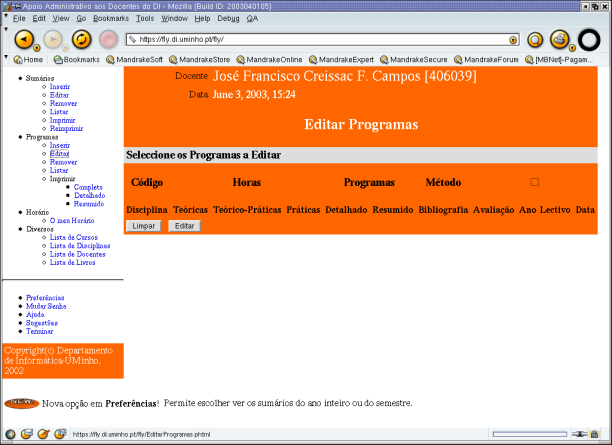 Apoio Administrativo aos Docentes do DI - Mozilla {Build ID: 2003040105}
File Edit View Go Bookmarks Tools Window Help Debug QA
https://fly.di.uminho.pt/fly/
Home Bookmarks MandrakeSoft MandrakeStore MandrakeOnline MandrakeExpert MandrakeSecure MandrakeForum [MBNet]-Pagam...
Sumários
Inserir
Editar
Remover
Listar
Imprimir
Reimprimir
Programas
Inserir
Editar
Remover
Listar
Imprimir
Completo
Detalhado
Resumido
Horário
O meu Horário
Diversos
Lista de Cursos
Lista de Disciplinas
Lista de Docentes
Lista de Livros
Preferências
Mudar Senha
Ajuda
Sugestões
Terminar
Copyright(c) Departamento
de Informática-UMinho,
2002
Docente José Francisco Creissac F. Campos [406039]
Data June 3, 2003, 15:24
Editar Programas
Seleccione os Programas a Editar
Código Horas Programas Método
Disciplina Teóricas Teórico-Práticas Práticas Detalhado Resumido Bibliografia Avaliação Ano Lectivo Data
Limpar Editar
Nova opção em Preferências! Permite escolher ver os sumários do ano inteiro ou do semestre.
https://fly.di.uminho.pt/fly/EditarProgramas.phtml